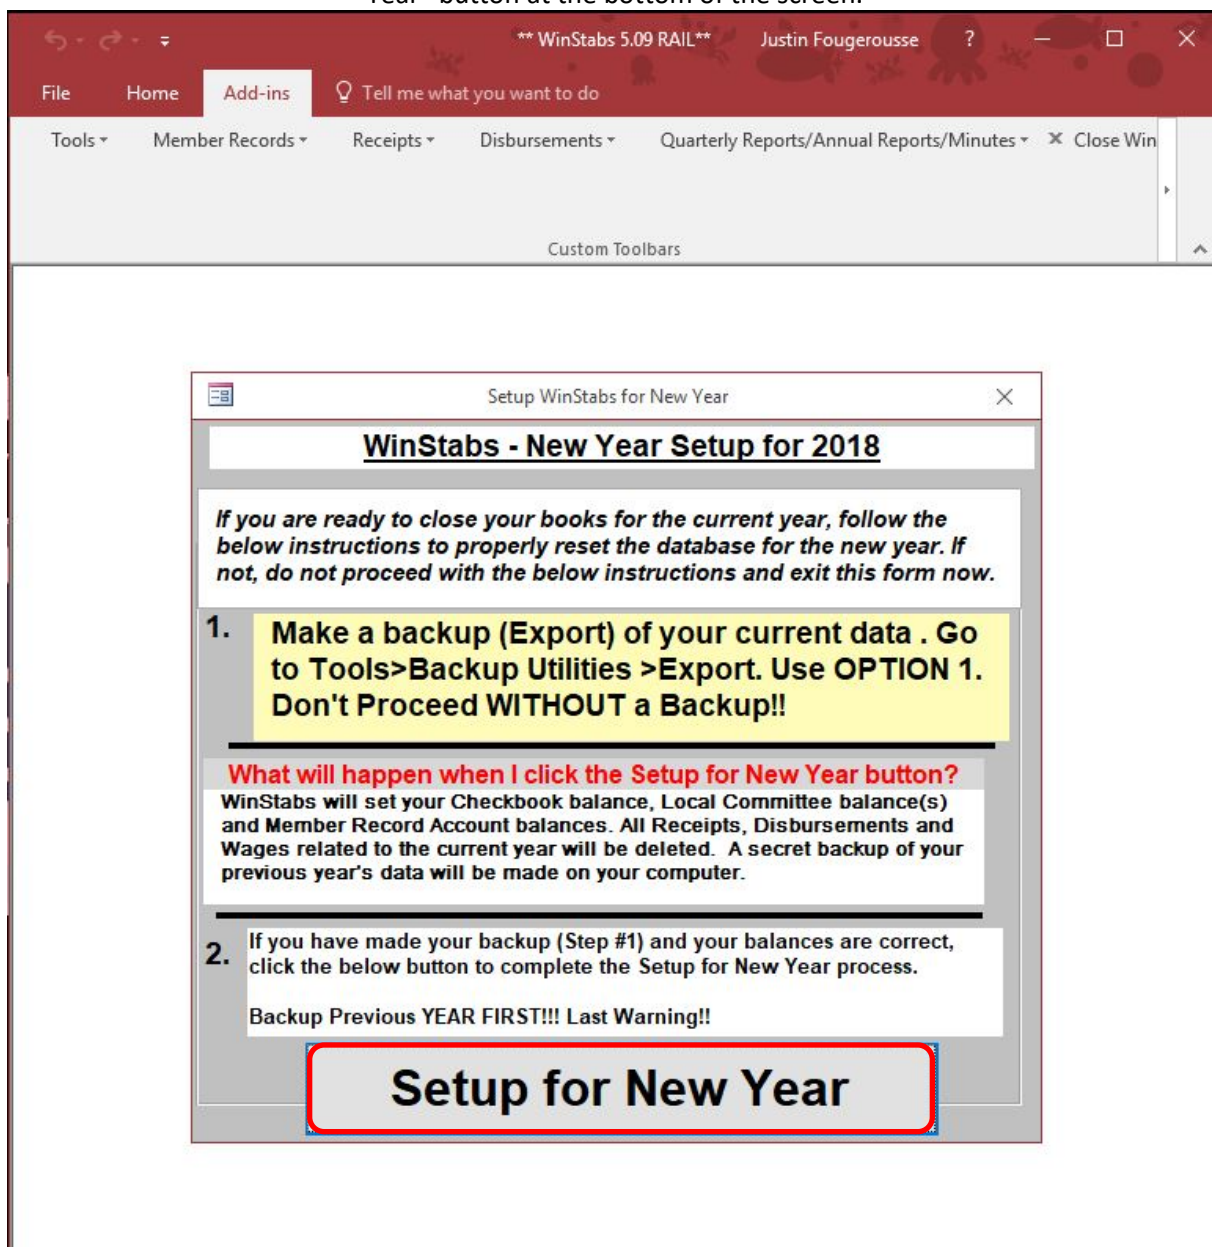 Year" button at the bottom of the screen.
** WinStabs 5.09 RAIL** Justin Fougerousse ?
File Home Add-ins Tell me what you want to do
Tools Member Records Receipts Disbursements Quarterly Reports/Annual Reports/Minutes Close Win
Custom Toolbars
Setup WinStabs for New Year
WinStabs - New Year Setup for 2018
If you are ready to close your books for the current year, follow the
below instructions to properly reset the database for the new year. If
not, do not proceed with the below instructions and exit this form now.
1. Make a backup (Export) of your current data . Go
to Tools>Backup Utilities >Export. Use OPTION 1.
Don't Proceed WITHOUT a Backup!!
What will happen when I click the Setup for New Year button?
WinStabs will set your Checkbook balance, Local Committee balance(s)
and Member Record Account balances. All Receipts, Disbursements and
Wages related to the current year will be deleted.  A secret backup of your
previous year's data will be made on your computer.
2. If you have made your backup (Step #1) and your balances are correct,
click the below button to complete the Setup for New Year process.
Backup Previous YEAR FIRST!!! Last Warning!!
Setup for New Year